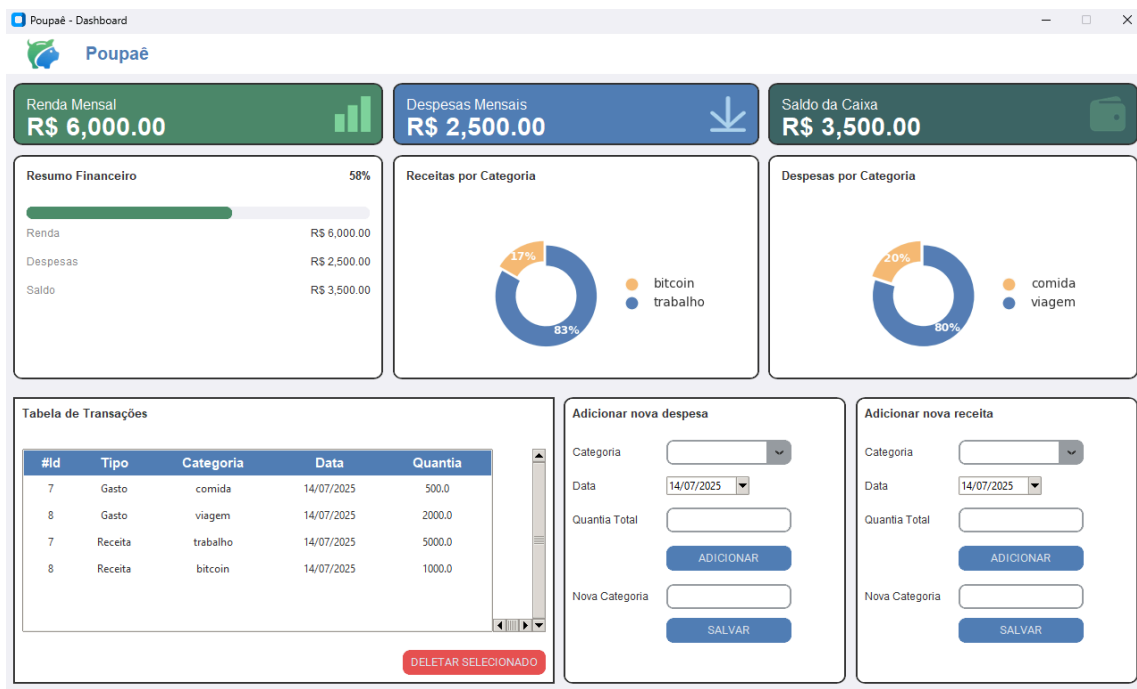 Poupaê - Dashboard
Poupaê
Renda Mensal
R$ 6,000.00
Despesas Mensais
R$ 2,500.00
Saldo da Caixa
R$ 3,500.00
Resumo Financeiro 58%
Renda R$ 6,000.00
Despesas R$ 2,500.00
Saldo R$ 3,500.00
Receitas por Categoria
17%
83%
bitcoin
trabalho
Despesas por Categoria
20%
80%
comida
viagem
Tabela de Transações
#Id Tipo Categoria Data Quantia
7 Gasto comida 14/07/2025 500.0
8 Gasto viagem 14/07/2025 2000.0
7 Receita trabalho 14/07/2025 5000.0
8 Receita bitcoin 14/07/2025 1000.0
DELETAR SELECIONADO
Adicionar nova despesa
Categoria
Data 14/07/2025
Quantia Total
ADICIONAR
Nova Categoria
SALVAR
Adicionar nova receita
Categoria
Data 14/07/2025
Quantia Total
ADICIONAR
Nova Categoria
SALVAR